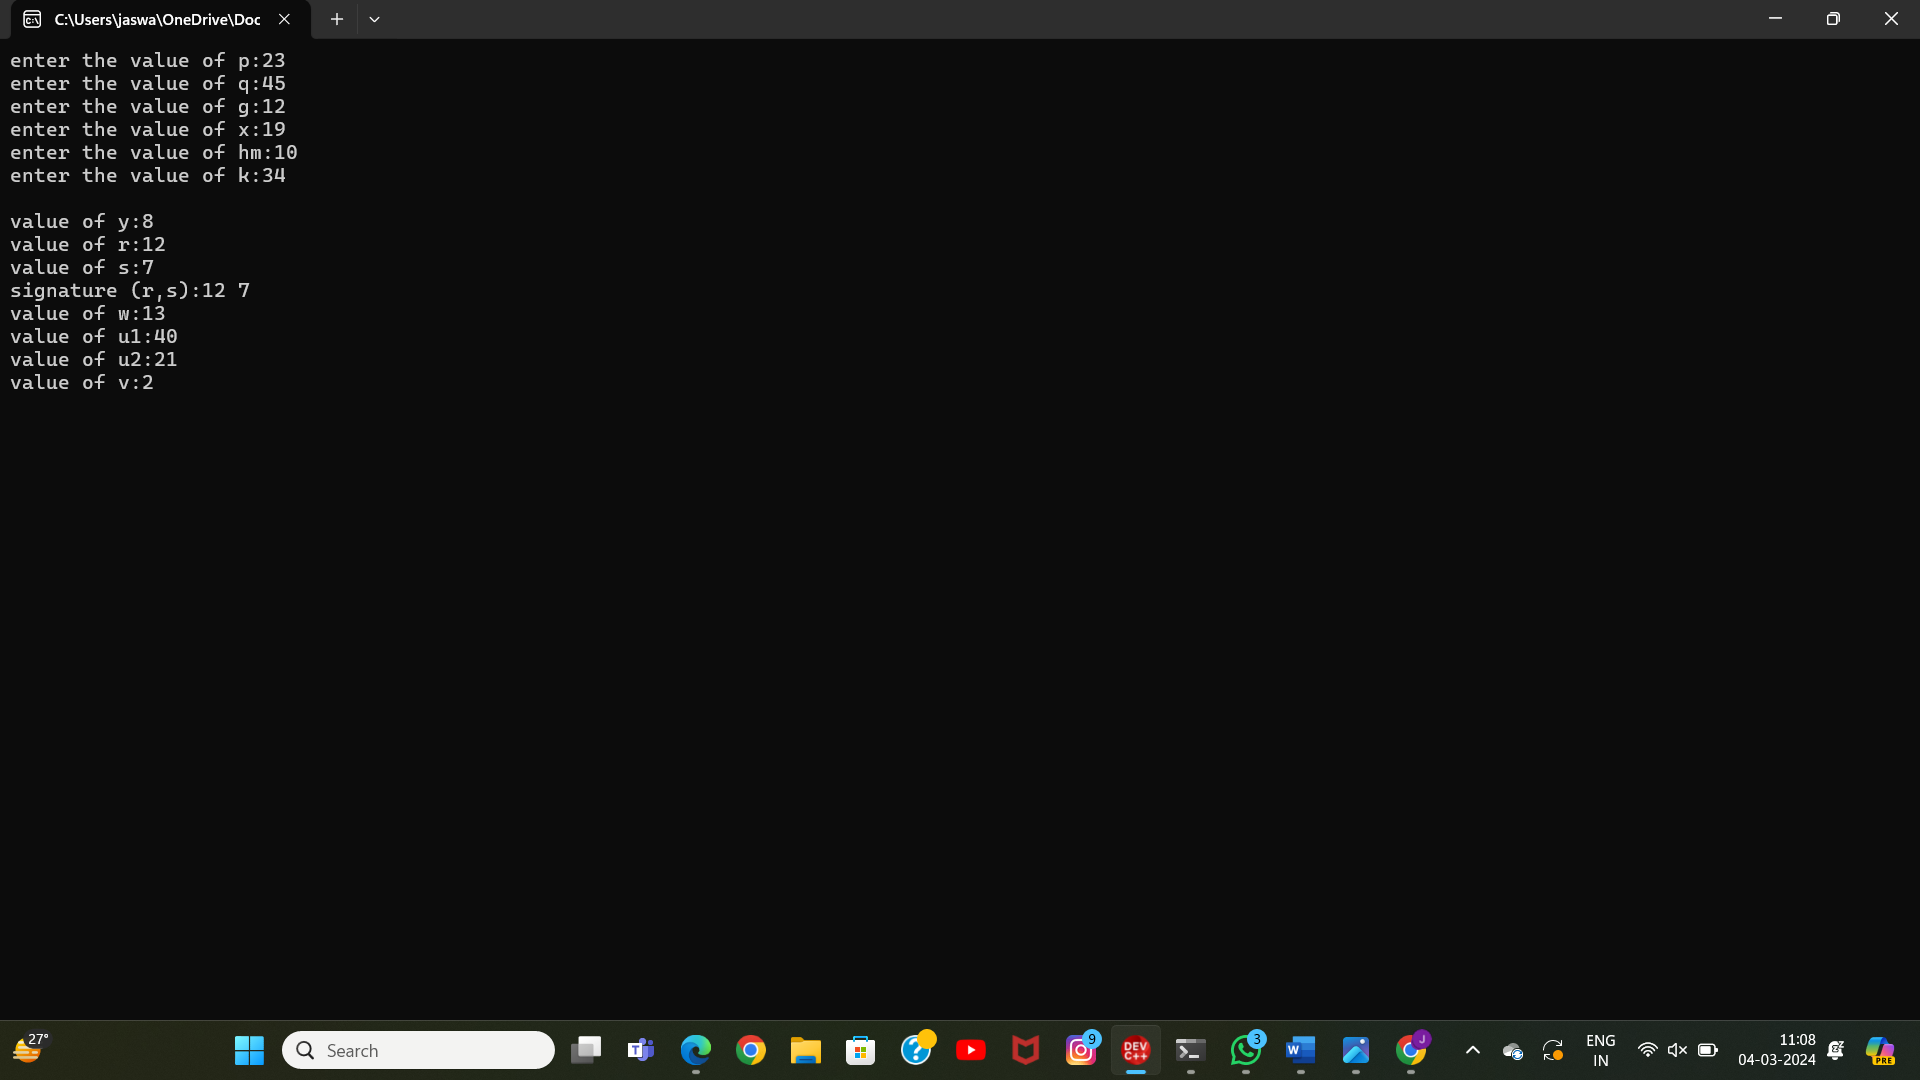 C:\Users\jaswa\OneDrive\Doc
enter the value of p:23
enter the value of q:45
enter the value of g:12
enter the value of x:19
enter the value of hm:10
enter the value of k:34
value of y:8
value of r:12
value of s:7
signature (r,s):12 7
value of w:13
value of u1:40
value of u2:21
value of v:2
27°
Search
9
DEV
C++
3
W
J
ENG
IN
11:08
04-03-2024
PRE